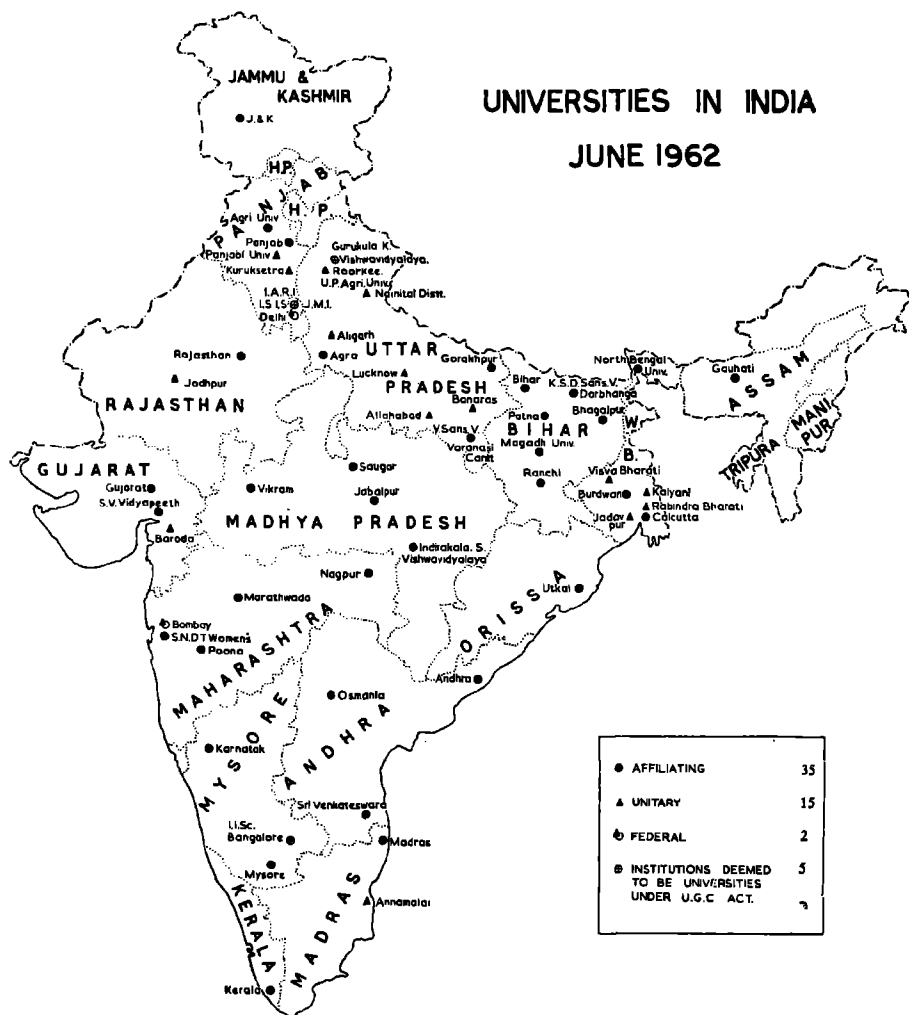 UNIVERSITIES IN INDIA
JUNE 1962
JAMMU &
KASHMIR
J. & K
H.P.
PANJAB
H. P.
Agri Univ
Panjab
Panjabi Univ
Kuruksetra
Gurukula K.
Vishwavidyalaya.
Roorkee.
U.P.Agri.Univ.
Nainital Distt.
I.A.R.I
I.S.I.S
J.M.I.
Delhi
Rajasthan
Jodhpur
RAJASTHAN
Aligarh
Agra
UTTAR
PRADESH
Gorakhpur
Lucknow
Banaras
Allahabad
V.Sans V.
Varanasi
Cantt
Bihar
K.S.D Sans.V.
Darbhanga
Patna
Bhagalpur
BIHAR
Magadh Univ.
Ranchi
North Bengal
Univ.
Gauhati
ASSAM
MANI
PUR
TRIPURA
W.
B.
Visva Bharati
Burdwan
Kalyani
Rabindra Bharati
Jadav
pur
Calcutta
GUJARAT
Gujarat
S.V. Vidyapeeth
Baroda
Vikram
Saugor
Jabalpur
MADHYA PRADESH
Indirakala. S.
Vishwavidyalaya
Nagpur
Marathwada
Bombay
S.N.D T Women's
Poona
MAHARASHTRA
Utkal
ORISSA
Andhra
Osmania
ANDHRA
MYSORE
Karnatak
Sri Venkateswara
I.I.Sc.
Bangalore
Madras
Mysore
KERALA
MADRAS
Annamalai
Kerala
AFFILIATING 35
UNITARY 15
FEDERAL 2
INSTITUTIONS DEEMED 5
TO BE UNIVERSITIES
UNDER U.G.C ACT.